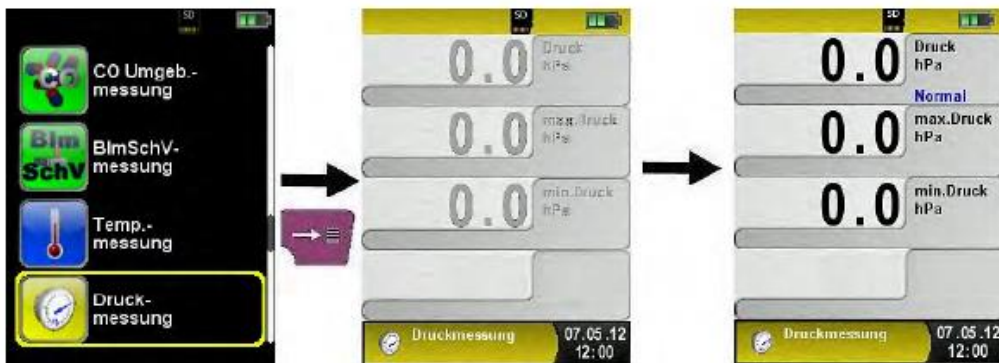 SD
CO Umgeb.-
messung
BIm
SchV
BImSchV-
messung
Temp.-
messung
Druck-
messung
SD
0.0 Druck
hPa
0.0 max.Druck
hPa
0.0 min.Druck
hPa
Druckmessung 07.05.12
12:00
SD
0.0 Druck
hPa
Normal
0.0 max.Druck
hPa
0.0 min.Druck
hPa
Druckmessung 07.05.12
12:00